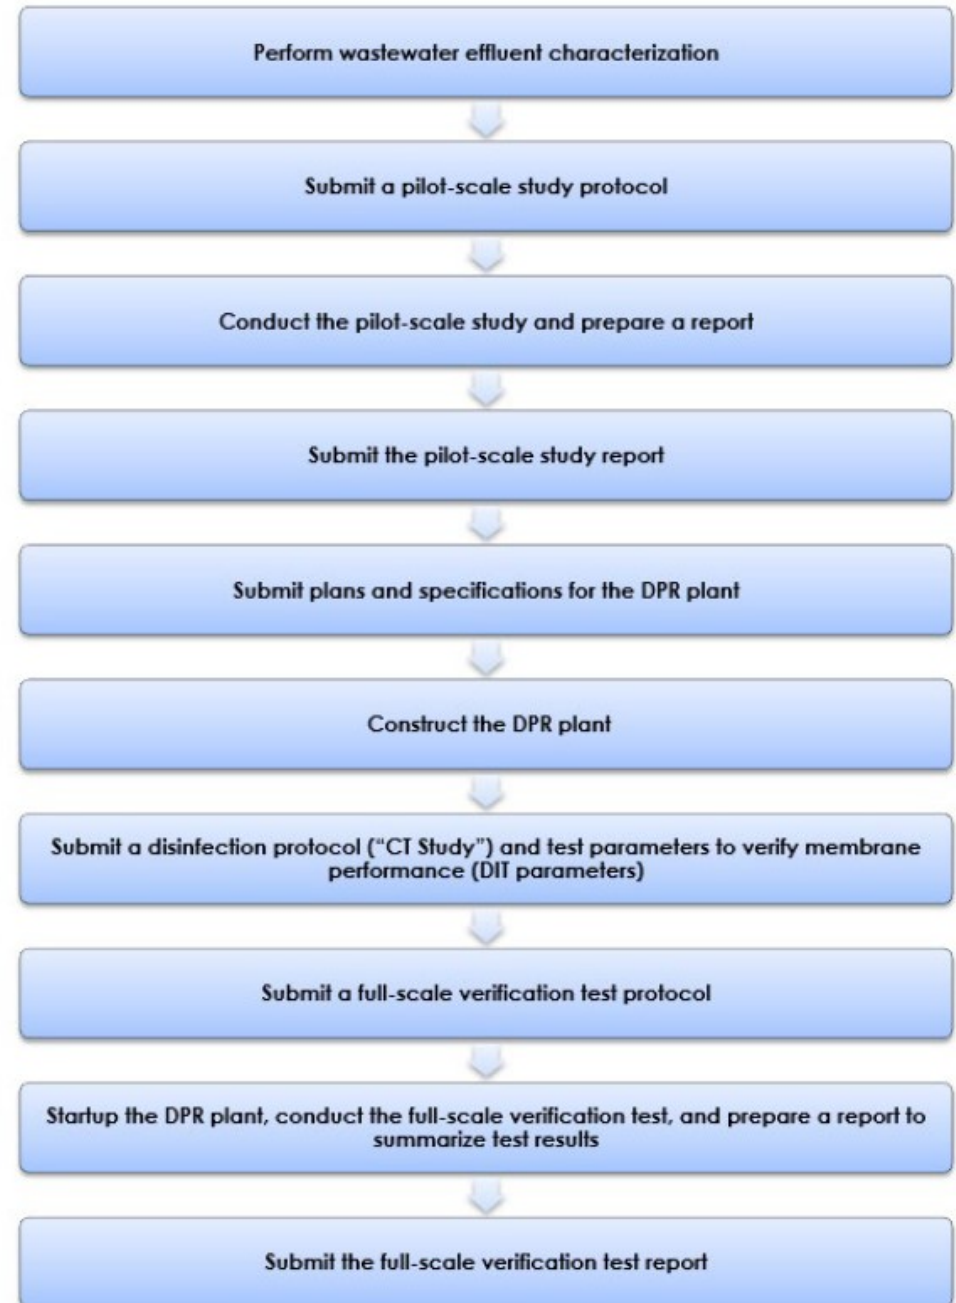 Perform wastewater effluent characterization
Submit a pilot-scale study protocol
Conduct the pilot-scale study and prepare a report
Submit the pilot-scale study report
Submit plans and specifications for the DPR plant
Construct the DPR plant
Submit a disinfection protocol (“CT Study”) and test parameters to verify membrane
performance (DIT parameters)
Submit a full-scale verification test protocol
Startup the DPR plant, conduct the full-scale verification test, and prepare a report to
summarize test results
Submit the full-scale verification test report